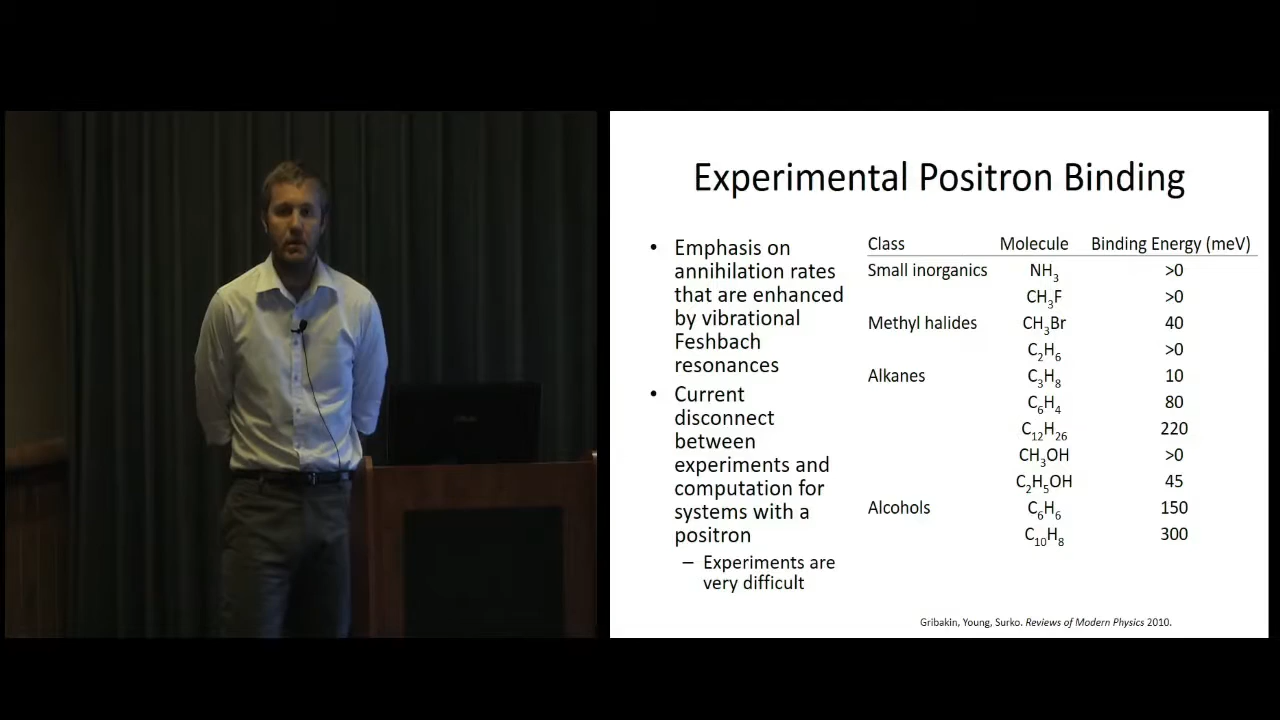 Experimental Positron Binding
• Emphasis on
annihilation rates
that are enhanced
by vibrational
Feshbach
resonances
• Current
disconnect
between
experiments and
computation for
systems with a
positron
– Experiments are
very difficult
Class Molecule Binding Energy (meV)
Small inorganics NH₃ >0
CH₃F >0
Methyl halides CH₃Br 40
C₂H₆ >0
Alkanes C₃H₈ 10
C₆H₄ 80
C₁₂H₂₆ 220
CH₃OH >0
C₂H₅OH 45
Alcohols C₆H₆ 150
C₁₀H₈ 300
Gribakin, Young, Surko. Reviews of Modern Physics 2010.